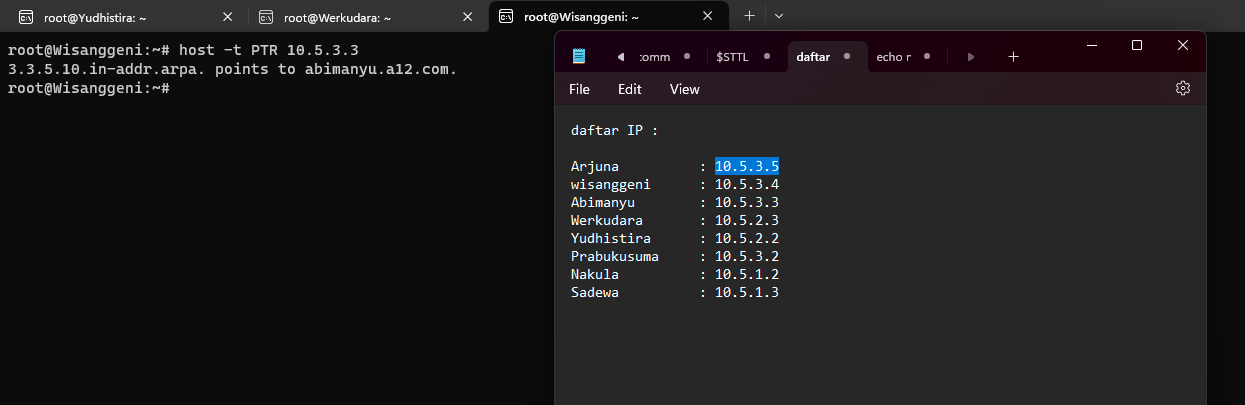 root@Yudhistira: ~
root@Werkudara: ~
root@Wisanggeni: ~
root@Wisanggeni:~# host -t PTR 10.5.3.3
3.3.5.10.in-addr.arpa. points to abimanyu.a12.com.
root@Wisanggeni:~#
:omm
$STTL
daftar
echo r
File Edit View
daftar IP :
Arjuna : 10.5.3.5
wisanggeni : 10.5.3.4
Abimanyu : 10.5.3.3
Werkudara : 10.5.2.3
Yudhistira : 10.5.2.2
Prabukusuma : 10.5.3.2
Nakula : 10.5.1.2
Sadewa : 10.5.1.3